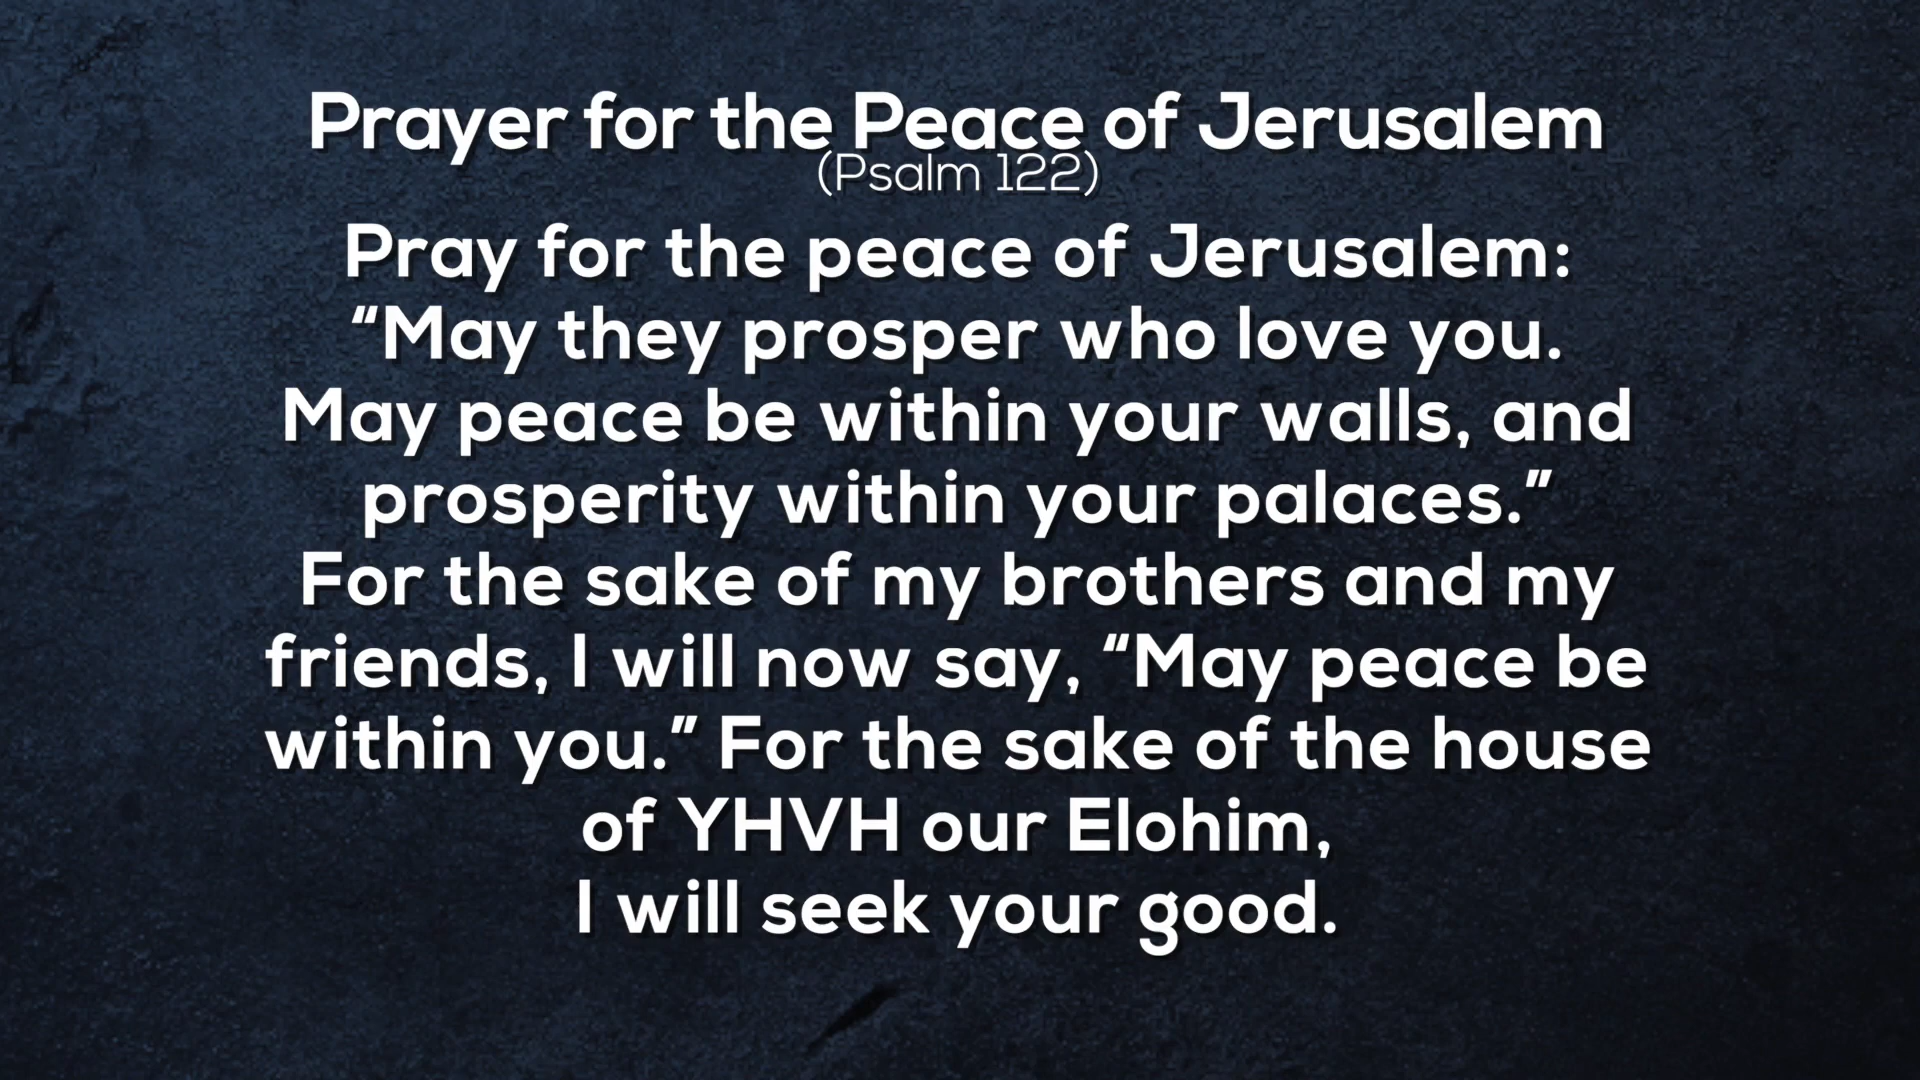 Prayer for the Peace of Jerusalem
(Psalm 122)
Pray for the peace of Jerusalem:
“May they prosper who love you.
May peace be within your walls, and
prosperity within your palaces.”
For the sake of my brothers and my
friends, I will now say, “May peace be
within you.” For the sake of the house
of YHVH our Elohim,
I will seek your good.